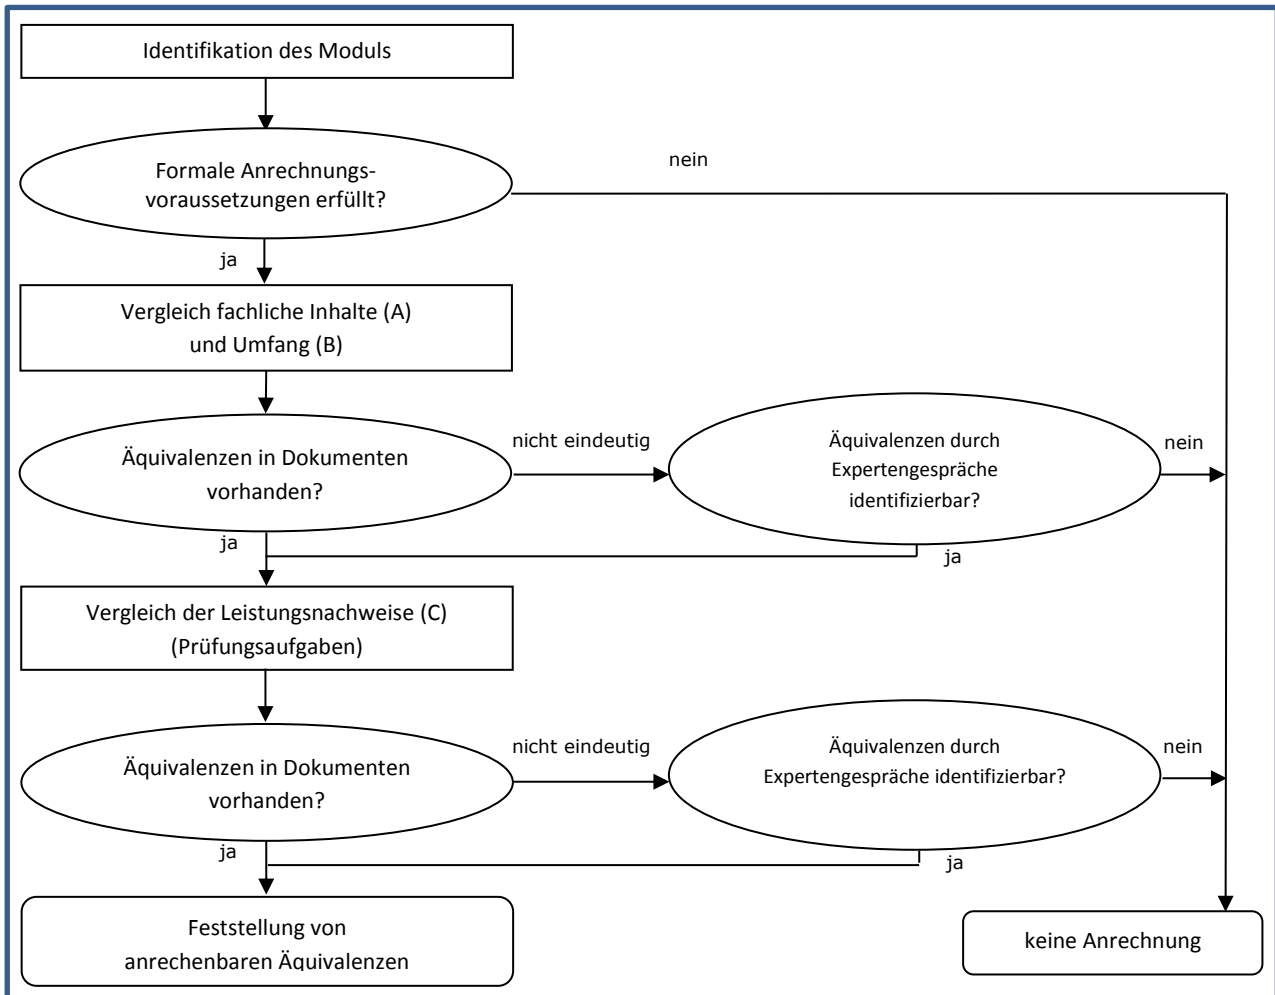 Identifikation des Moduls
Formale Anrechnungs-
voraussetzungen erfüllt?
nein
ja
Vergleich fachliche Inhalte (A)
und Umfang (B)
Äquivalenzen in Dokumenten
vorhanden?
nicht eindeutig
Äquivalenzen durch
Expertengespräche
identifizierbar?
nein
ja
ja
Vergleich der Leistungsnachweise (C)
(Prüfungsaufgaben)
Äquivalenzen in Dokumenten
vorhanden?
nicht eindeutig
Äquivalenzen durch
Expertengespräche identifizierbar?
nein
ja
ja
Feststellung von
anrechenbaren Äquivalenzen
keine Anrechnung